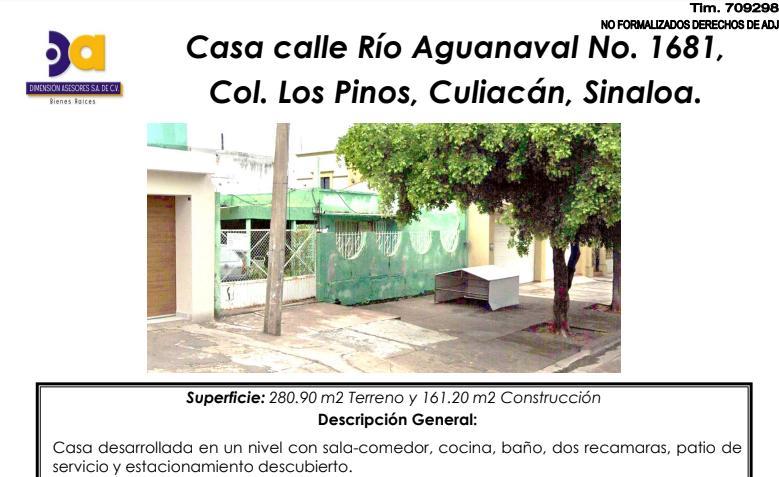 Tim. 709298
NO FORMALIZADOS DERECHOS DE ADJ
DIMENSIÓN ASESORES S.A. DE C.V.
Bienes Raíces
Casa calle Río Aguanaval No. 1681,
Col. Los Pinos, Culiacán, Sinaloa.
Superficie: 280.90 m2 Terreno y 161.20 m2 Construcción
Descripción General:
Casa desarrollada en un nivel con sala-comedor, cocina, baño, dos recamaras, patio de
servicio y estacionamiento descubierto.